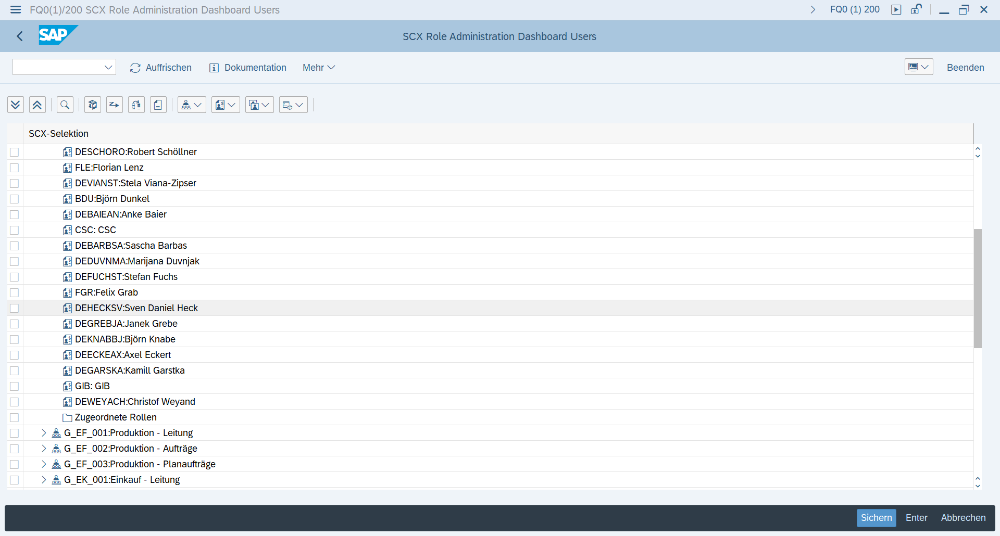 FQ0(1)/200 SCX Role Administration Dashboard Users
FQ0 (1) 200
SAP
SCX Role Administration Dashboard Users
Auffrischen
Dokumentation
Mehr
Beenden
SCX-Selektion
DESCHORO:Robert Schöllner
FLE:Florian Lenz
DEVIANST:Stela Viana-Zipser
BDU:Björn Dunkel
DEBAIEAN:Anke Baier
CSC: CSC
DEBARBSA:Sascha Barbas
DEDUVNMA:Marijana Duvnjak
DEFUCHST:Stefan Fuchs
FGR:Felix Grab
DEHECKSV:Sven Daniel Heck
DEGREBJA:Janek Grebe
DEKNABBJ:Björn Knabe
DEECKEAX:Axel Eckert
DEGARSKA:Kamill Garstka
GIB: GIB
DEWEYACH:Christof Weyand
Zugeordnete Rollen
G_EF_001:Produktion - Leitung
G_EF_002:Produktion - Aufträge
G_EF_003:Produktion - Planaufträge
G_EK_001:Einkauf - Leitung
Sichern
Enter
Abbrechen